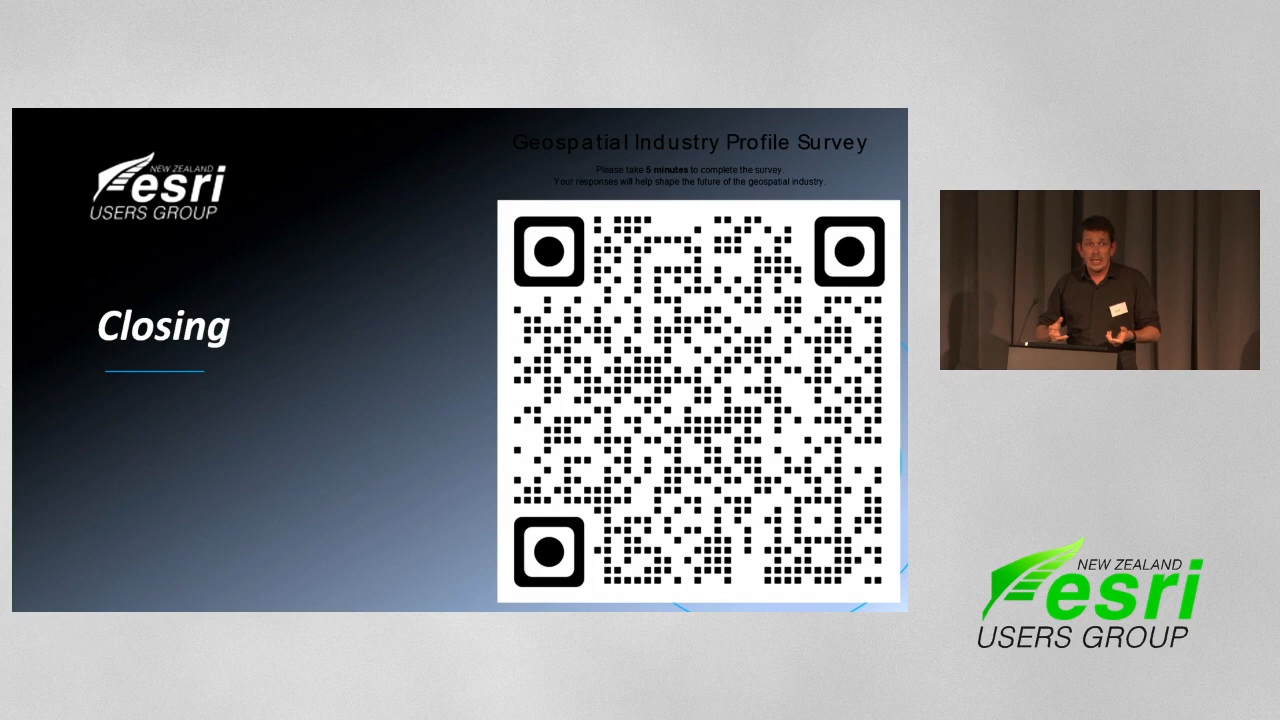 NEW ZEALAND
esri
USERS GROUP
Closing
Geospatial Industry Profile Survey
Please take 5 minutes to complete the survey.
Your responses will help shape the future of the geospatial industry.
NEW ZEALAND
esri
USERS GROUP